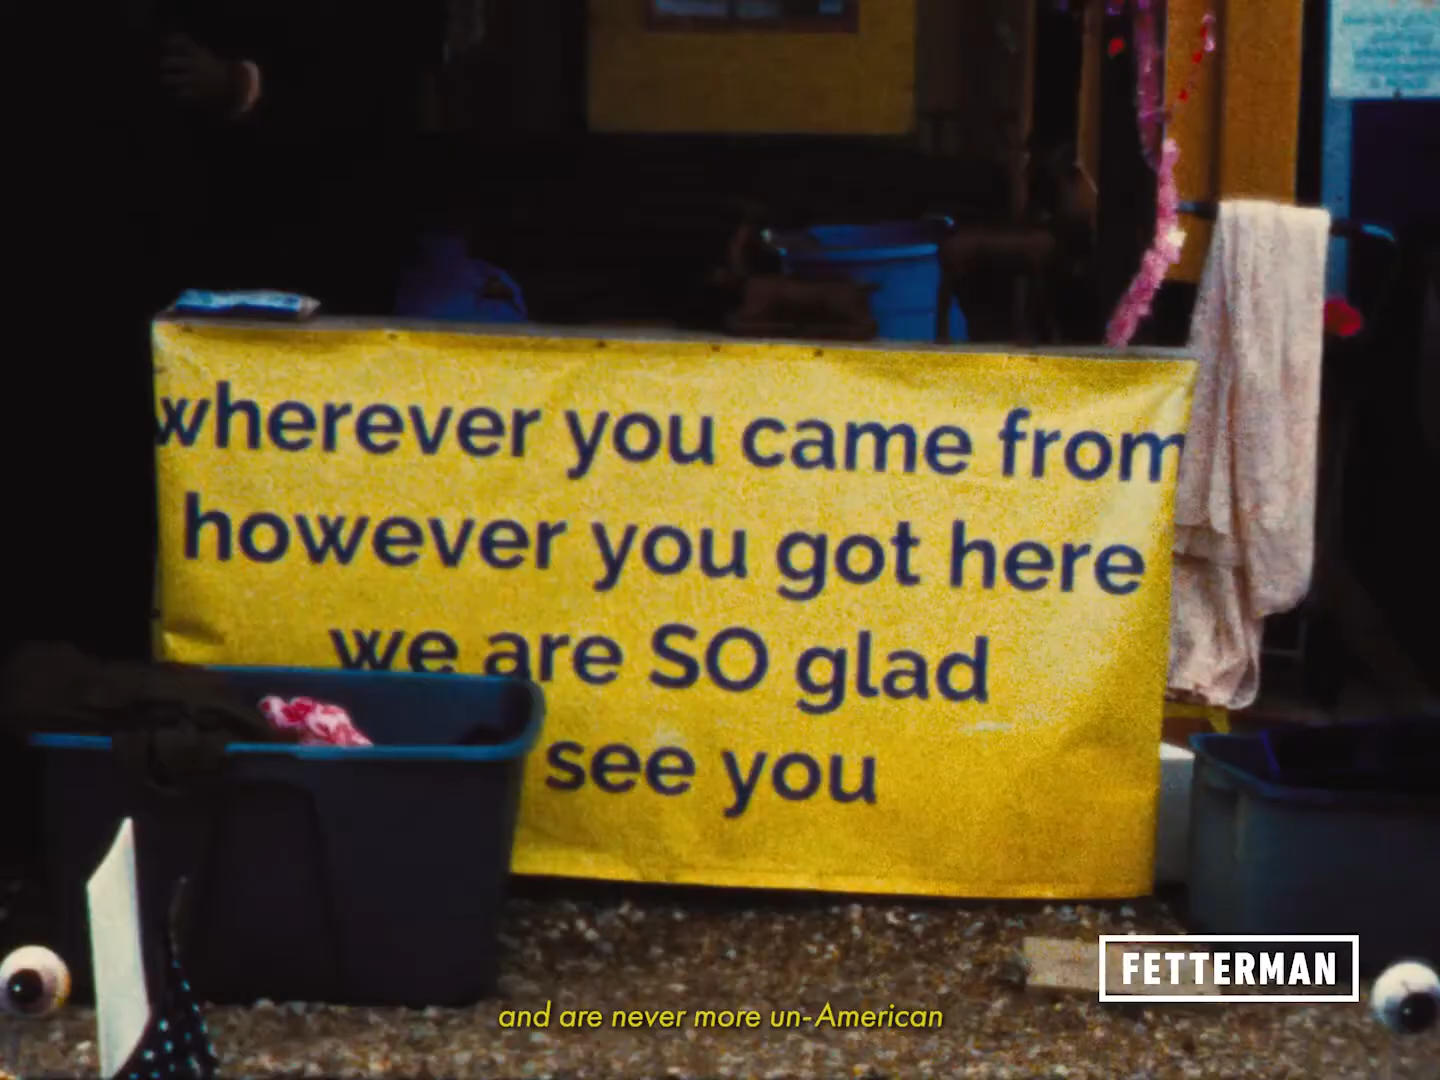 wherever you came from
however you got here
we are SO glad
see you
FETTERMAN
and are never more un-American